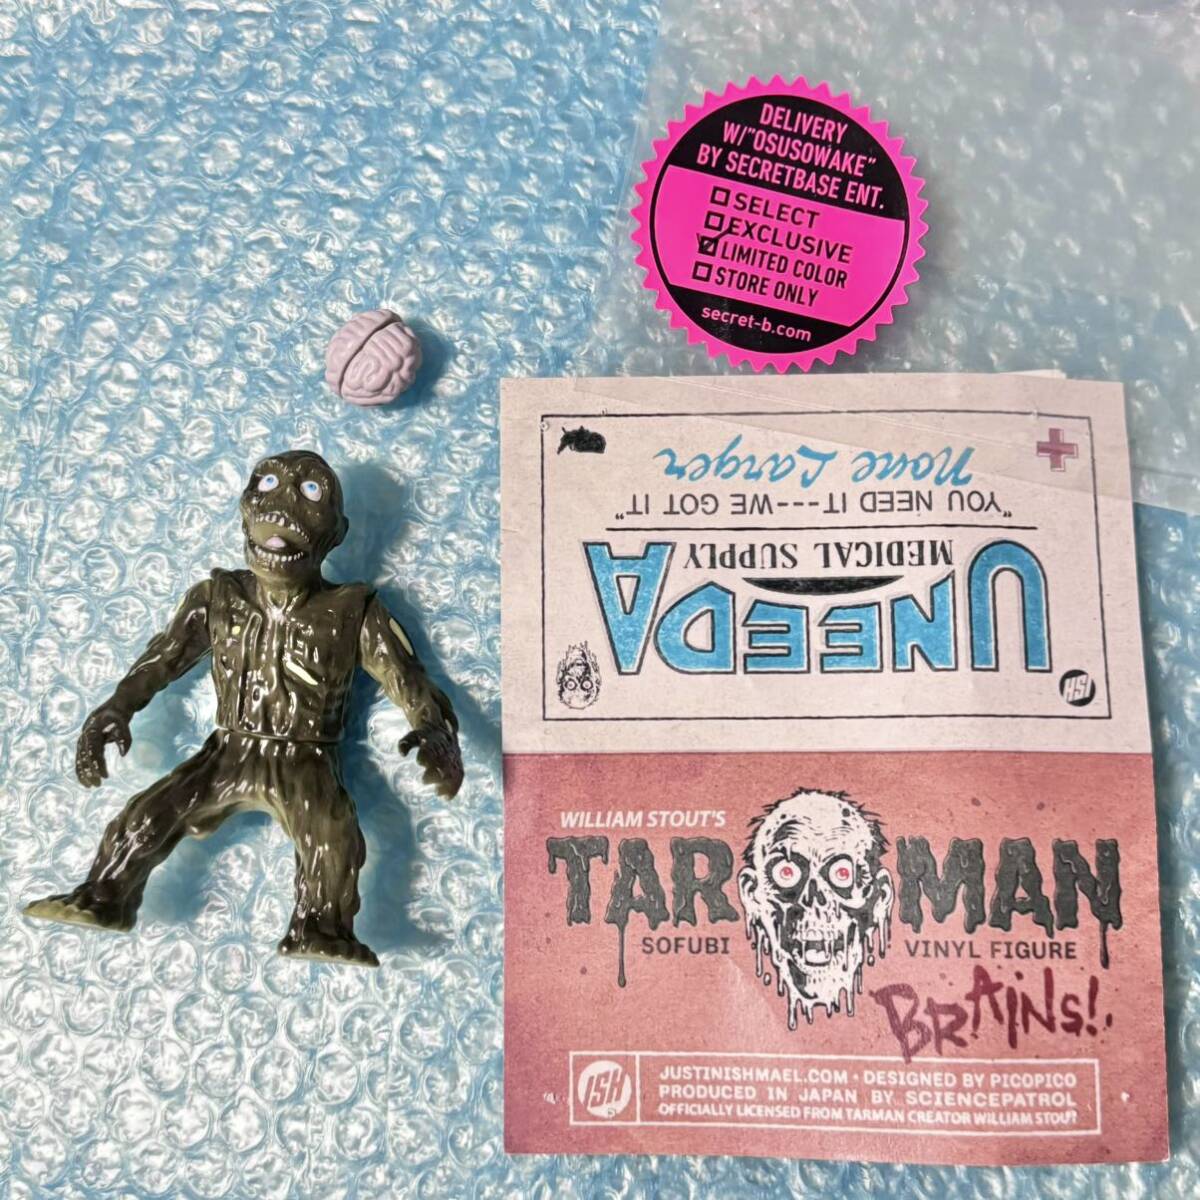 DELIVERY
W/"OSUSOWAKE"
BY SECRETBASE ENT.
SELECT
EXCLUSIVE
LIMITED COLOR
STORE ONLY
secret-b.com
UNEEDA
MEDICAL SUPPLY
"YOU NEED IT---WE GOT IT"
None Larger
ISH
WILLIAM STOUT'S
TARMAN
SOFUBI VINYL FIGURE
BRAINS!
ISH
JUSTINISHMAEL.COM • DESIGNED BY PICOPICO
PRODUCED IN JAPAN BY SCIENCEPATROL
OFFICIALLY LICENSED FROM TARMAN CREATOR WILLIAM STOUT